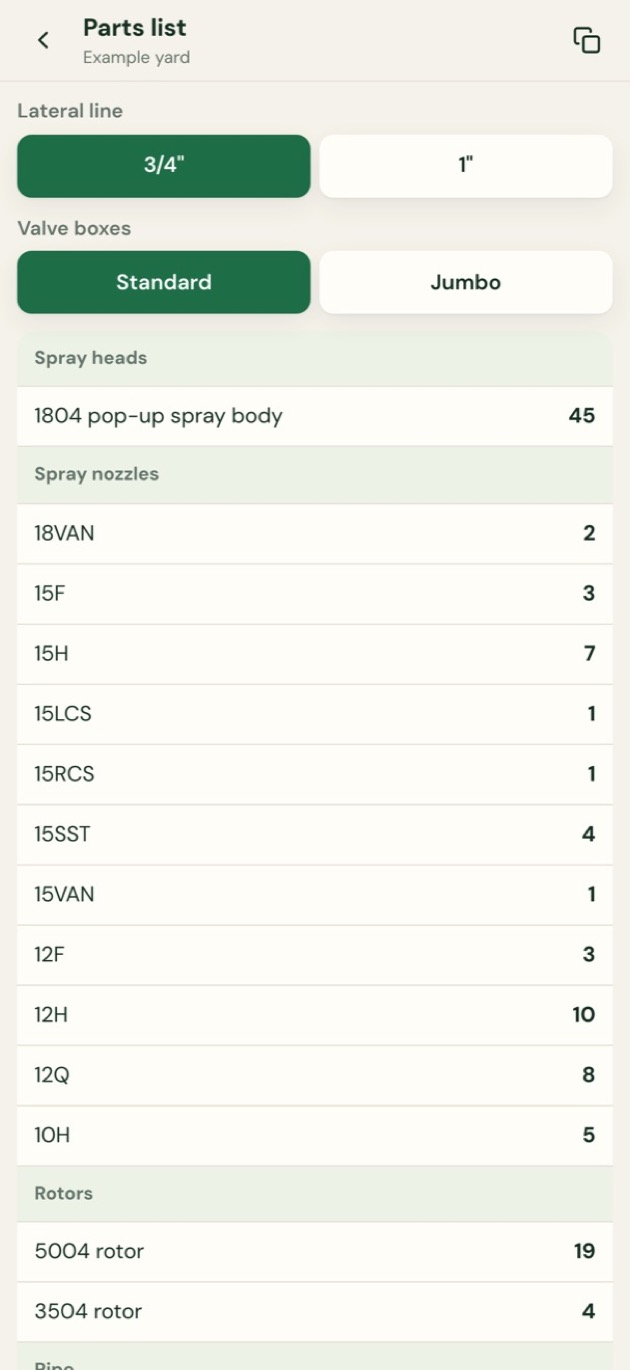 Parts list
Example yard
Lateral line
3/4"
1"
Valve boxes
Standard
Jumbo
Spray heads
1804 pop-up spray body 45
Spray nozzles
18VAN 2
15F 3
15H 7
15LCS 1
15RCS 1
15SST 4
15VAN 1
12F 3
12H 10
12Q 8
10H 5
Rotors
5004 rotor 19
3504 rotor 4